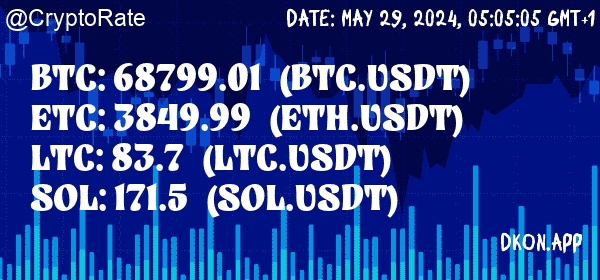 @CryptoRate
DATE: MAY 29, 2024, 05:05:05 GMT+1
BTC: 68799.01 (BTC.USDT)
ETC: 3849.99 (ETH.USDT)
LTC: 83.7 (LTC.USDT)
SOL: 171.5 (SOL.USDT)
DKON.APP